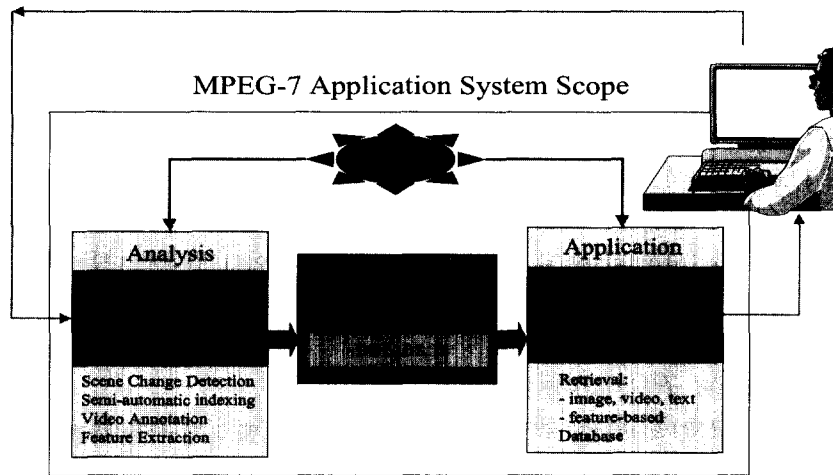 MPEG-7 Application System Scope
Analysis
Scene Change Detection
Semi-automatic indexing
Video Annotation
Feature Extraction
Application
Retrieval:
- image, video, text
- feature-based
Database